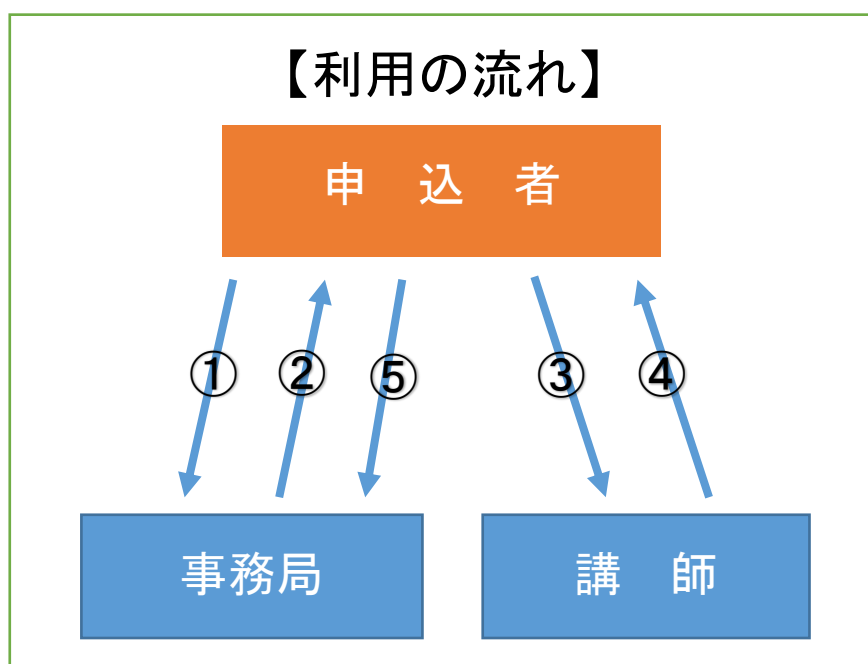 【利用の流れ】
申　込　者
① ② ⑤ ③ ④
事務局
講　師